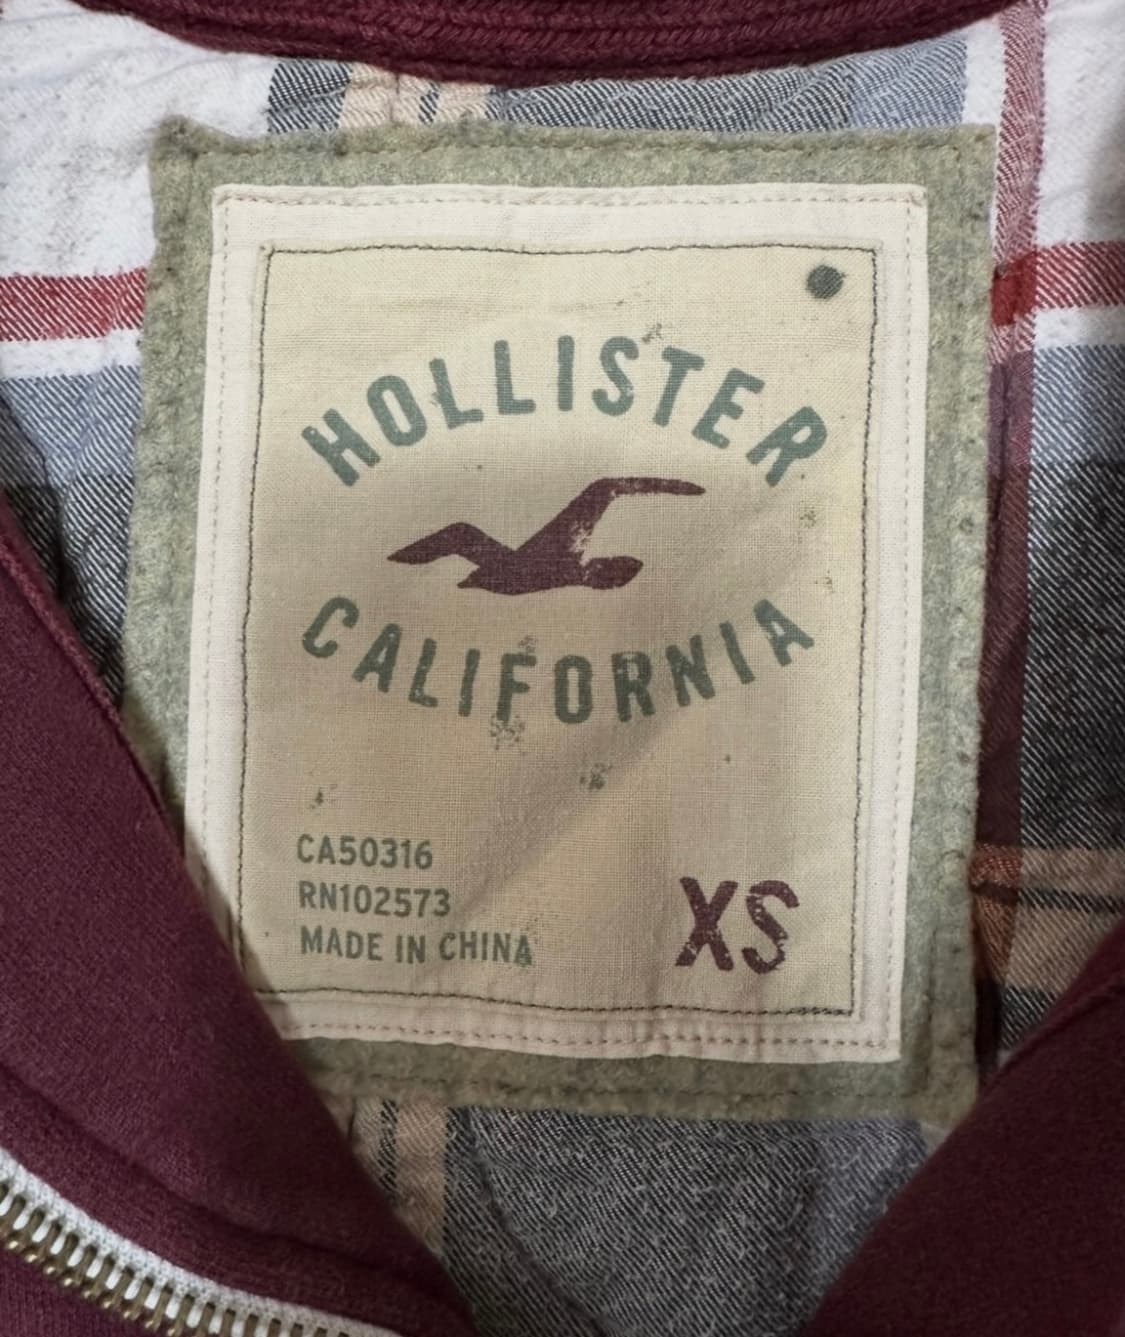 HOLLISTER
CALIFORNIA
CA50316
RN102573
MADE IN CHINA
XS